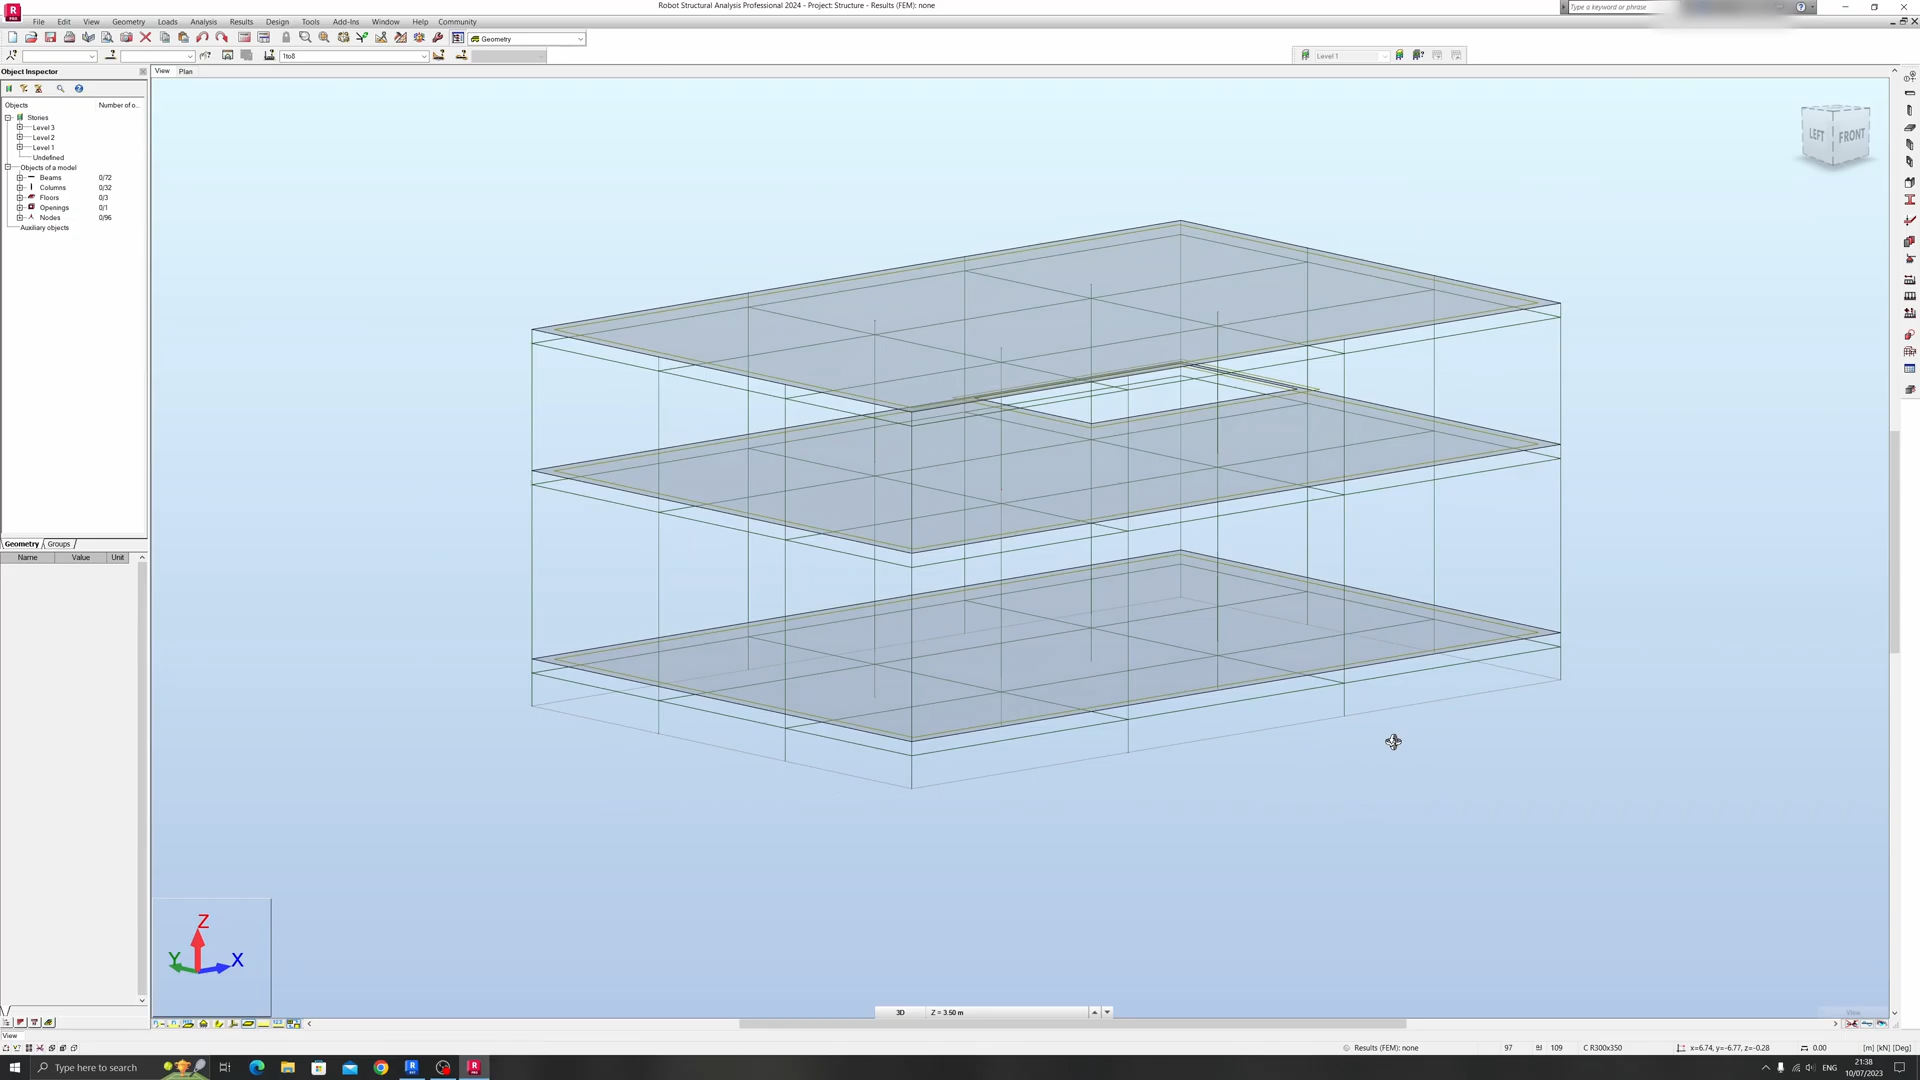 Robot Structural Analysis Professional 2024 - Project: Structure - Results (FEM): none
Type a keyword or phrase
File Edit View Geometry Loads Analysis Results Design Tools Add-Ins Window Help Community
Geometry
1to8
Level 1
Object Inspector
View Plan
Objects Number of o...
Stories
Level 3
Level 2
Level 1
Undefined
Objects of a model
Beams 0/72
Columns 0/32
Floors 0/3
Openings 0/1
Nodes 0/96
Auxiliary objects
LEFT FRONT
Geometry Groups
Name Value Unit
Z
Y X
3D Z = 3.50 m
View
View
Results (FEM): none 97 109 C R300x350 x=6.74, y=-6.77, z=-0.28 0.00 [m] [kN] [Deg]
Type here to search
ENG
21:38
10/07/2023